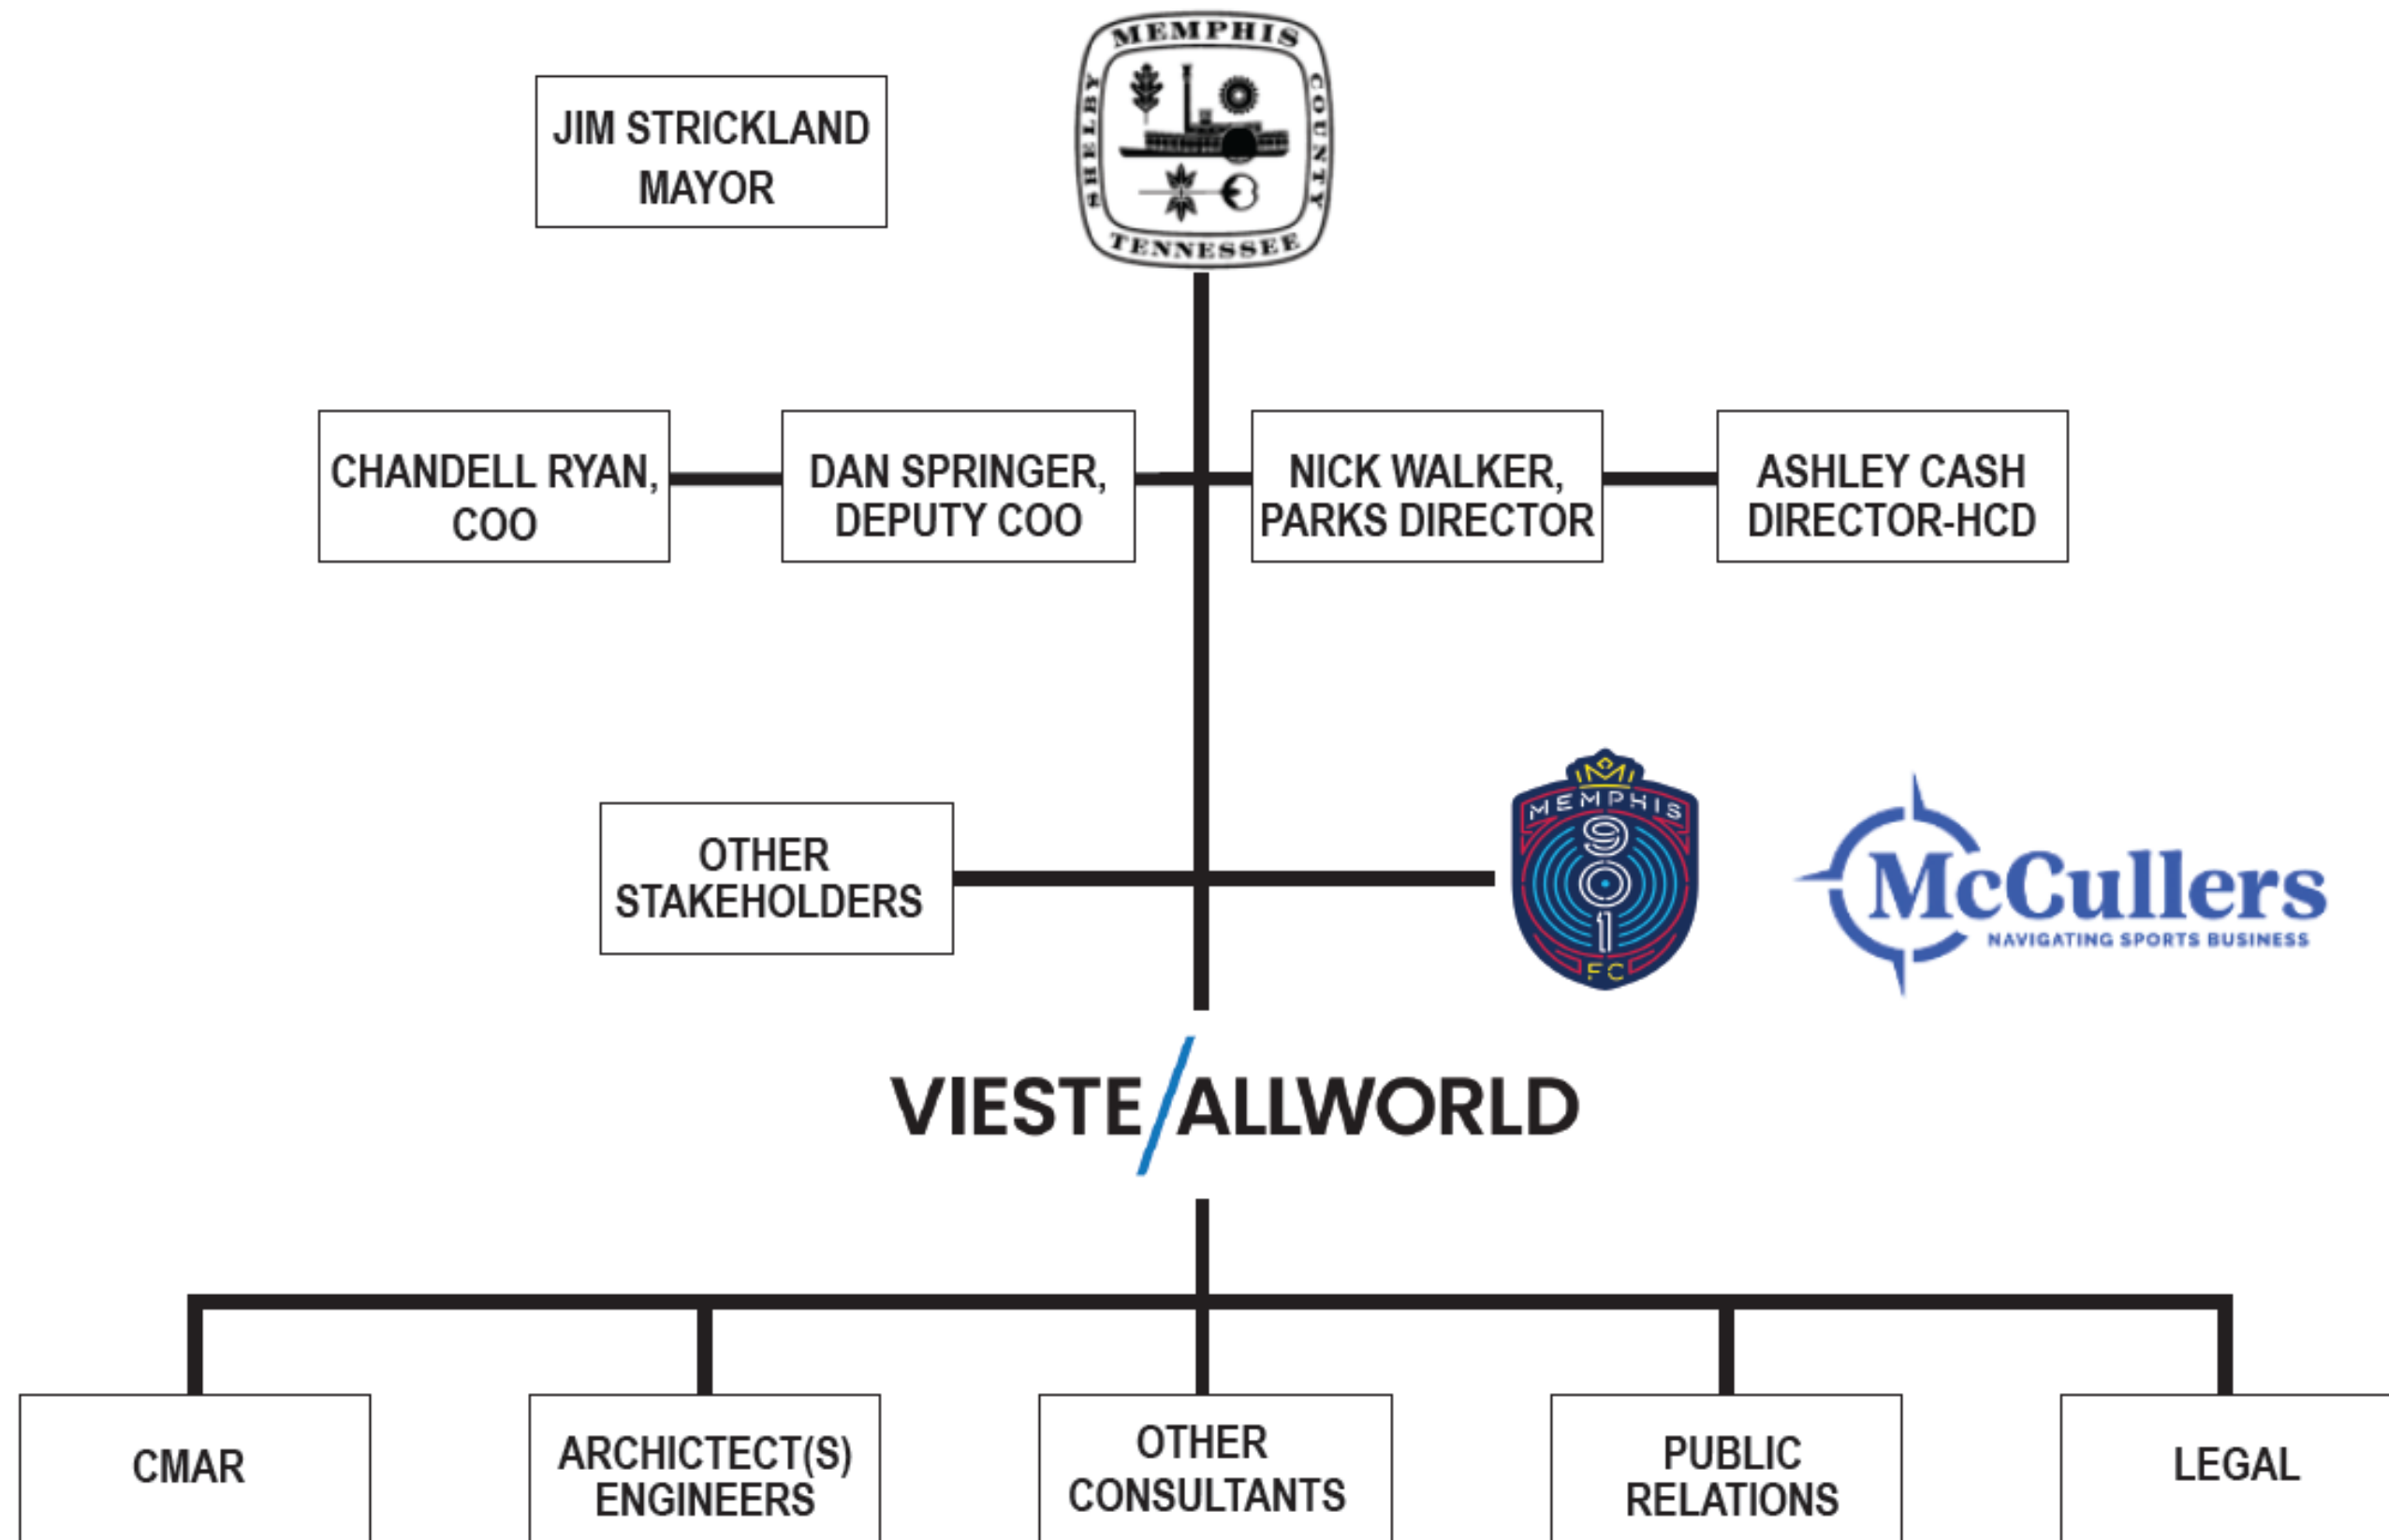 JIM STRICKLAND
MAYOR
MEMPHIS
SHELBY
COUNTY
TENNESSEE
CHANDELL RYAN,
COO
DAN SPRINGER,
DEPUTY COO
NICK WALKER,
PARKS DIRECTOR
ASHLEY CASH
DIRECTOR-HCD
OTHER
STAKEHOLDERS
MEMPHIS
901
FC
McCullers
NAVIGATING SPORTS BUSINESS
VIESTE/ALLWORLD
CMAR
ARCHICTECT(S)
ENGINEERS
OTHER
CONSULTANTS
PUBLIC
RELATIONS
LEGAL